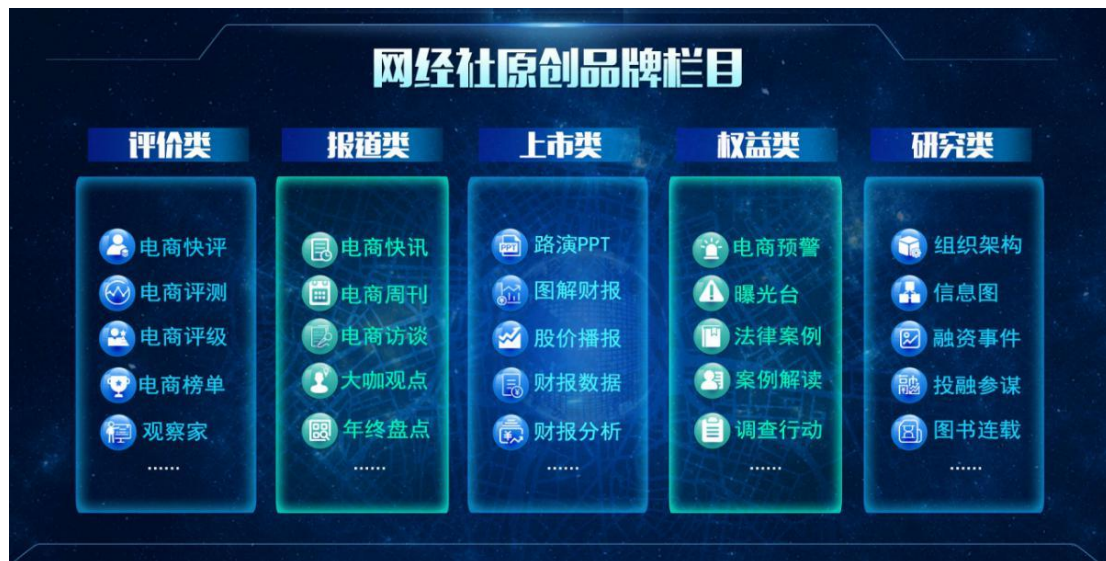 网经社原创品牌栏目
评价类
电商快评
电商评测
电商评级
电商榜单
观察家
......
报道类
电商快讯
电商周刊
电商访谈
大咖观点
年终盘点
......
上市类
PPT
路演PPT
图解财报
股价播报
财报数据
财报分析
......
权益类
电商预警
曝光台
法律案例
案例解读
调查行动
......
研究类
组织架构
信息图
融资事件
融
投融参谋
图书连载
......